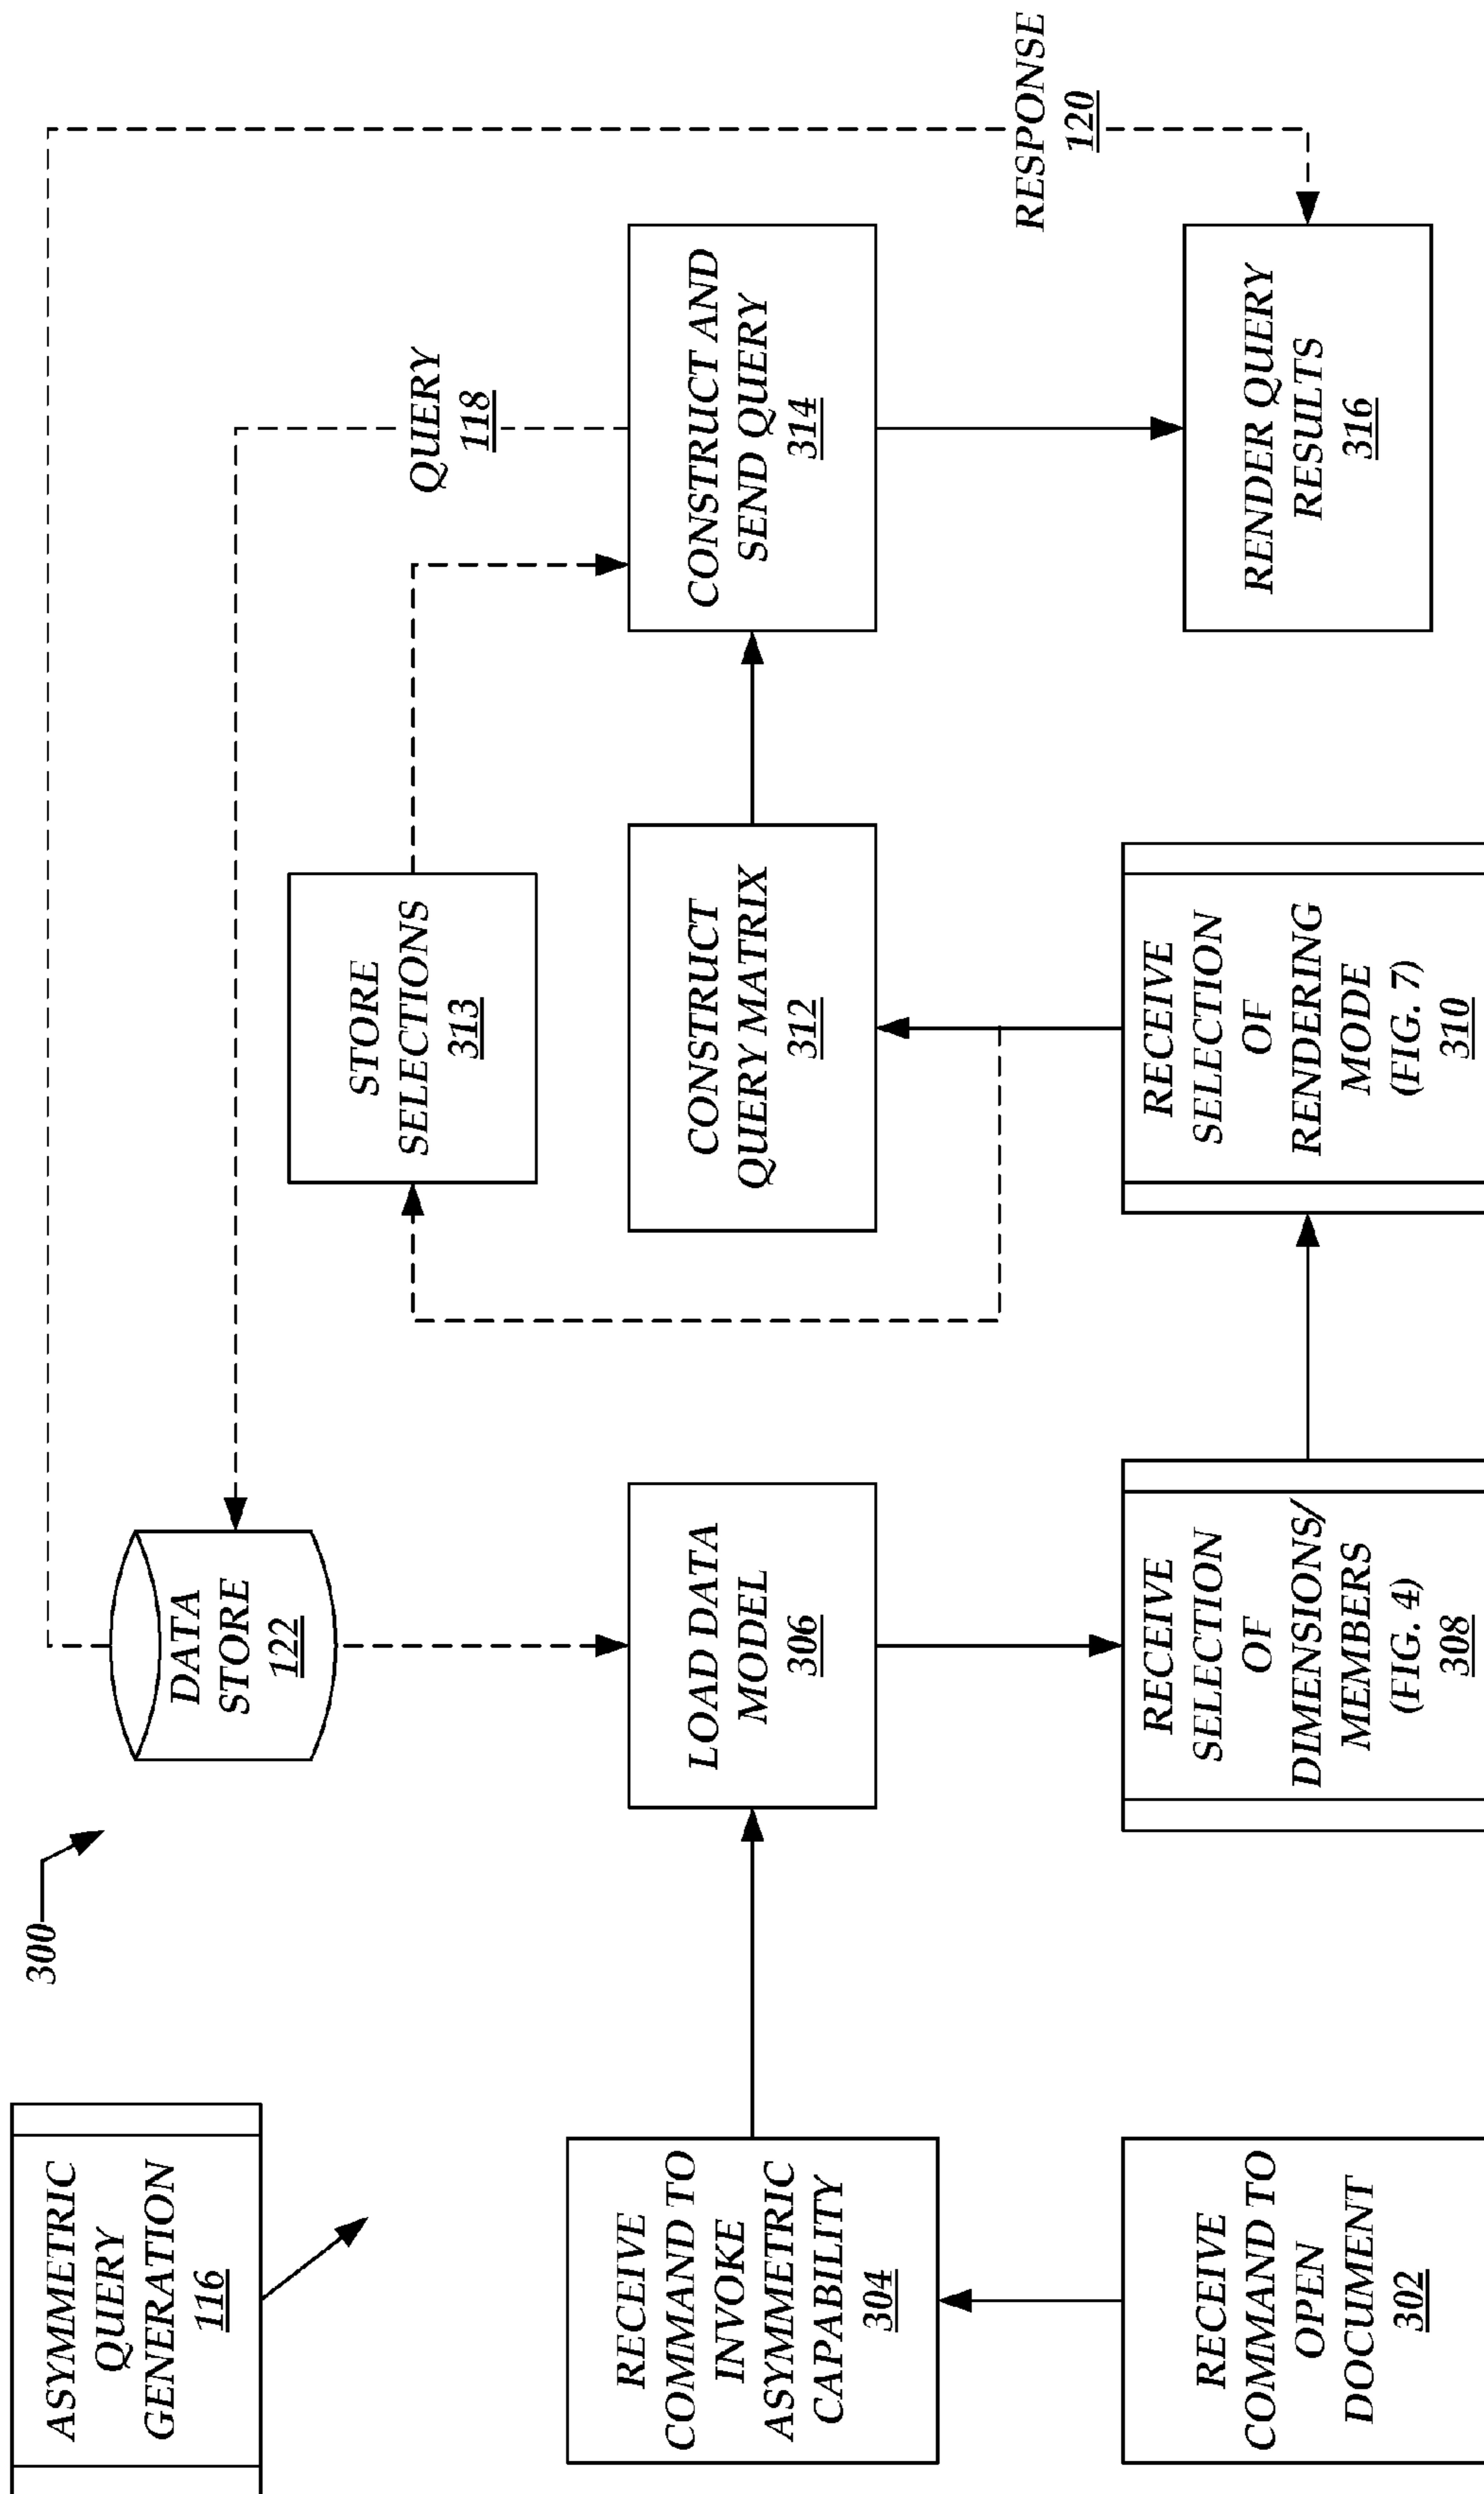 ASYMMETRIC
QUERY
GENERATION
116
300
DATA
STORE
122
STORE
SELECTIONS
313
QUERY
118
RECEIVE
COMMAND TO
INVOKE
ASYMMETRIC
CAPABILITY
304
LOAD DATA
MODEL
306
CONSTRUCT
QUERY MATRIX
312
CONSTRUCT AND
SEND QUERY
314
RESPONSE
120
RECEIVE
COMMAND TO
OPEN
DOCUMENT
302
RECEIVE
SELECTION
OF
DIMENSIONS/
MEMBERS
(FIG. 4)
308
RECEIVE
SELECTION
OF
RENDERING
MODE
(FIG. 7)
310
RENDER QUERY
RESULTS
316